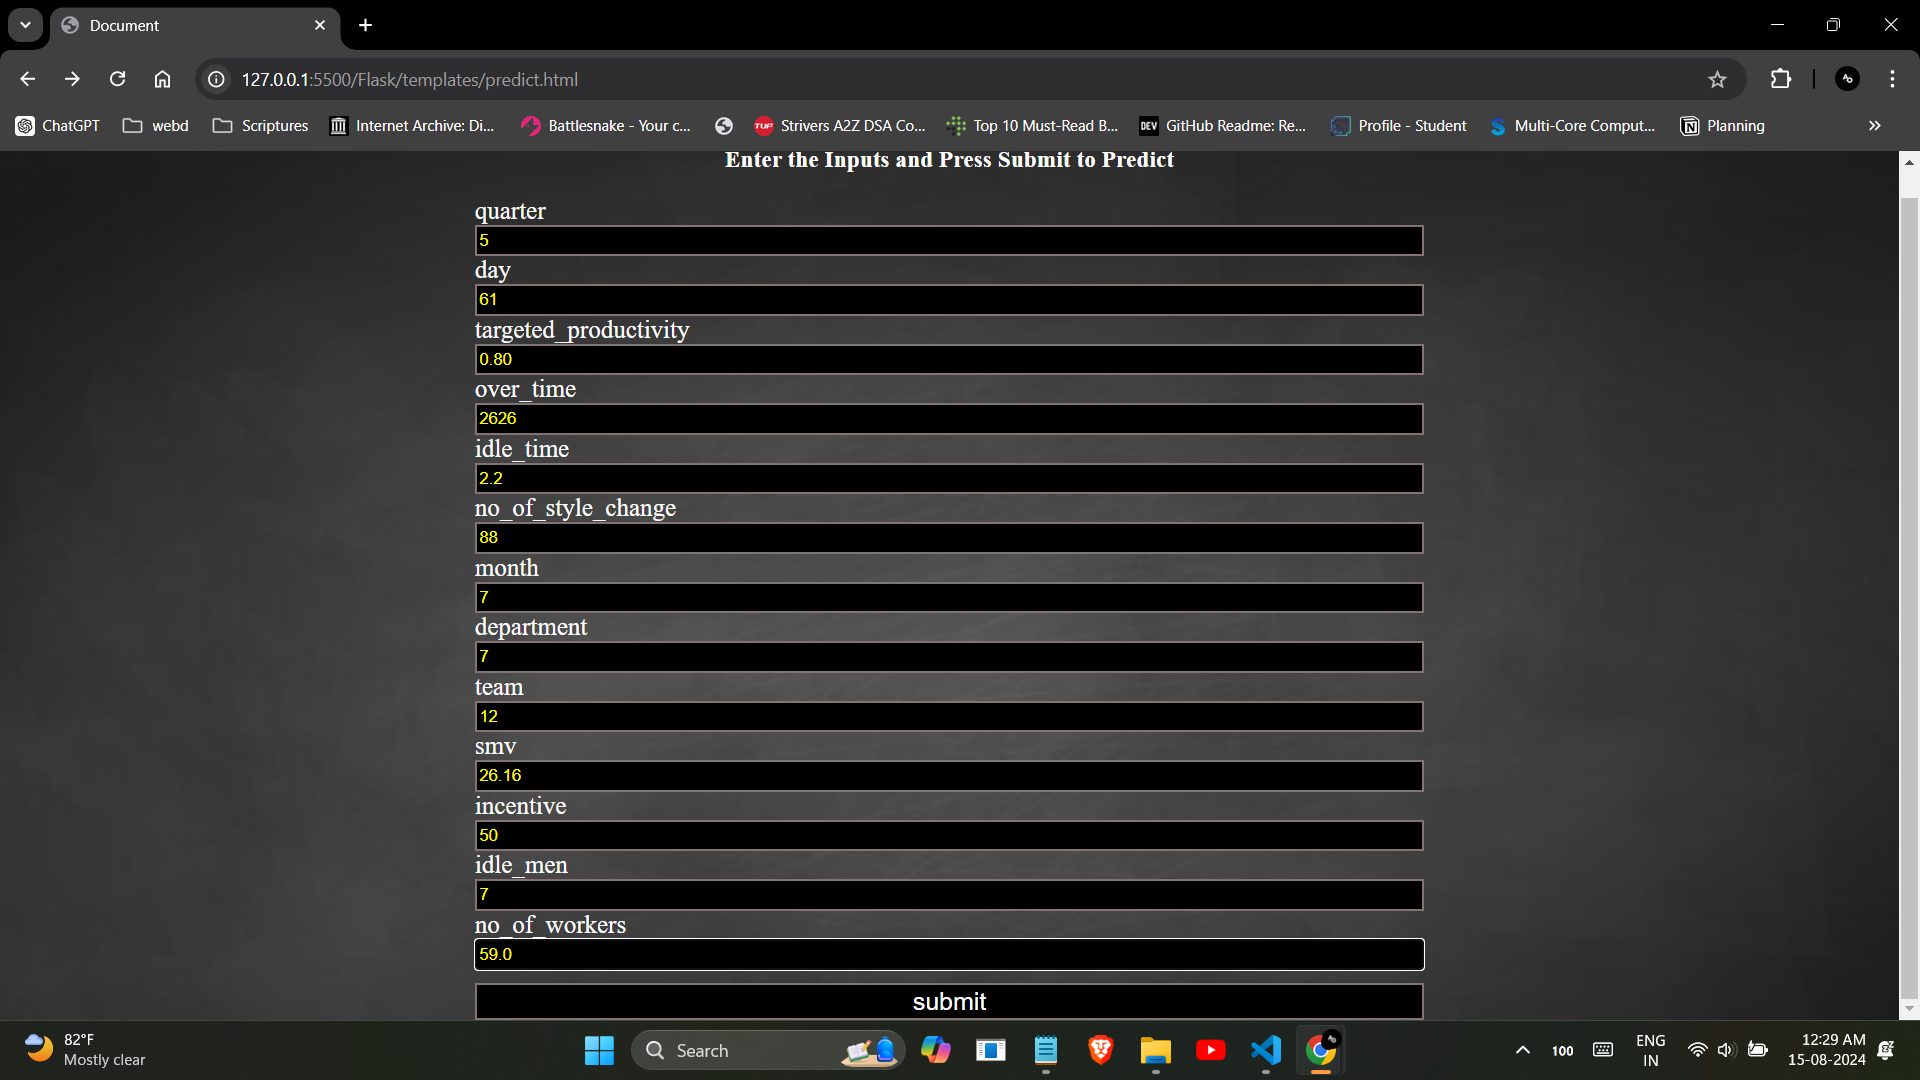 Document
127.0.0.1:5500/Flask/templates/predict.html
ChatGPT webd Scriptures Internet Archive: Di... Battlesnake - Your c... TUF Strivers A2Z DSA Co... Top 10 Must-Read B... DEV GitHub Readme: Re... Profile - Student Multi-Core Comput... Planning
Enter the Inputs and Press Submit to Predict
quarter
5
day
61
targeted_productivity
0.80
over_time
2626
idle_time
2.2
no_of_style_change
88
month
7
department
7
team
12
smv
26.16
incentive
50
idle_men
7
no_of_workers
59.0
submit
82°F
Mostly clear
Search
100
ENG
IN
12:29 AM
15-08-2024